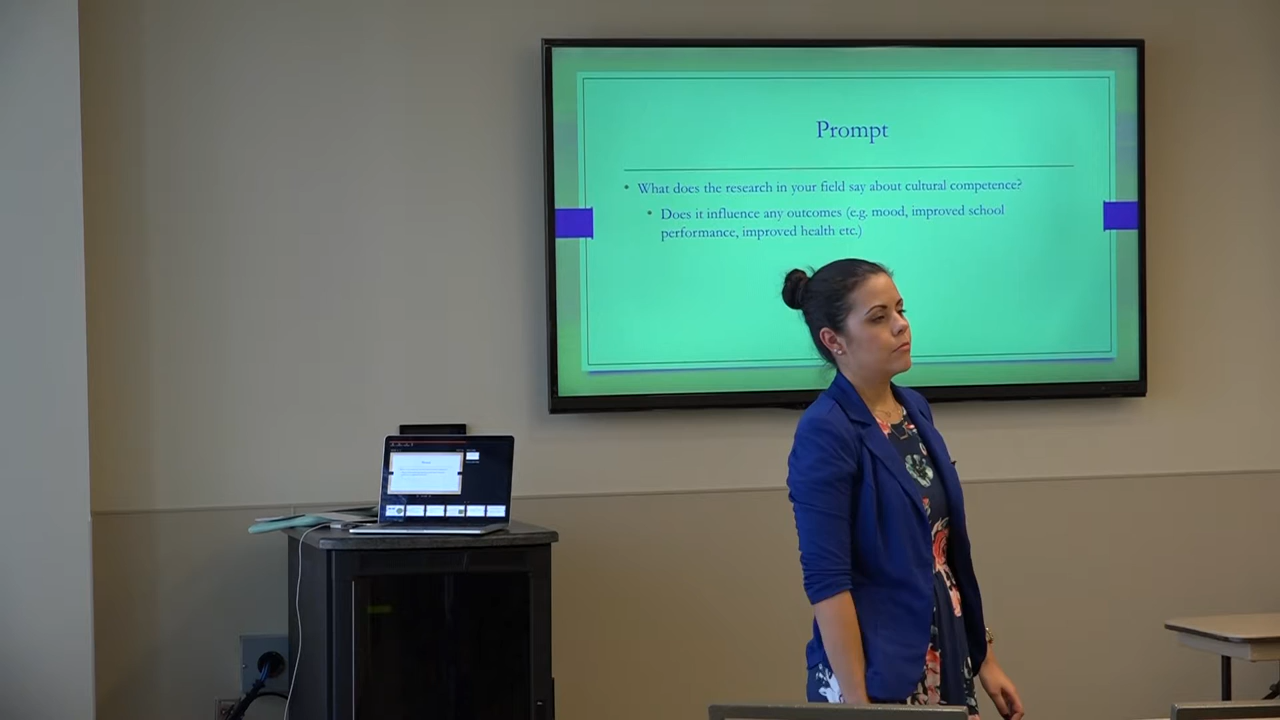 Prompt
• What does the research in your field say about cultural competence?
• Does it influence any outcomes (e.g. mood, improved school
performance, improved health etc.)